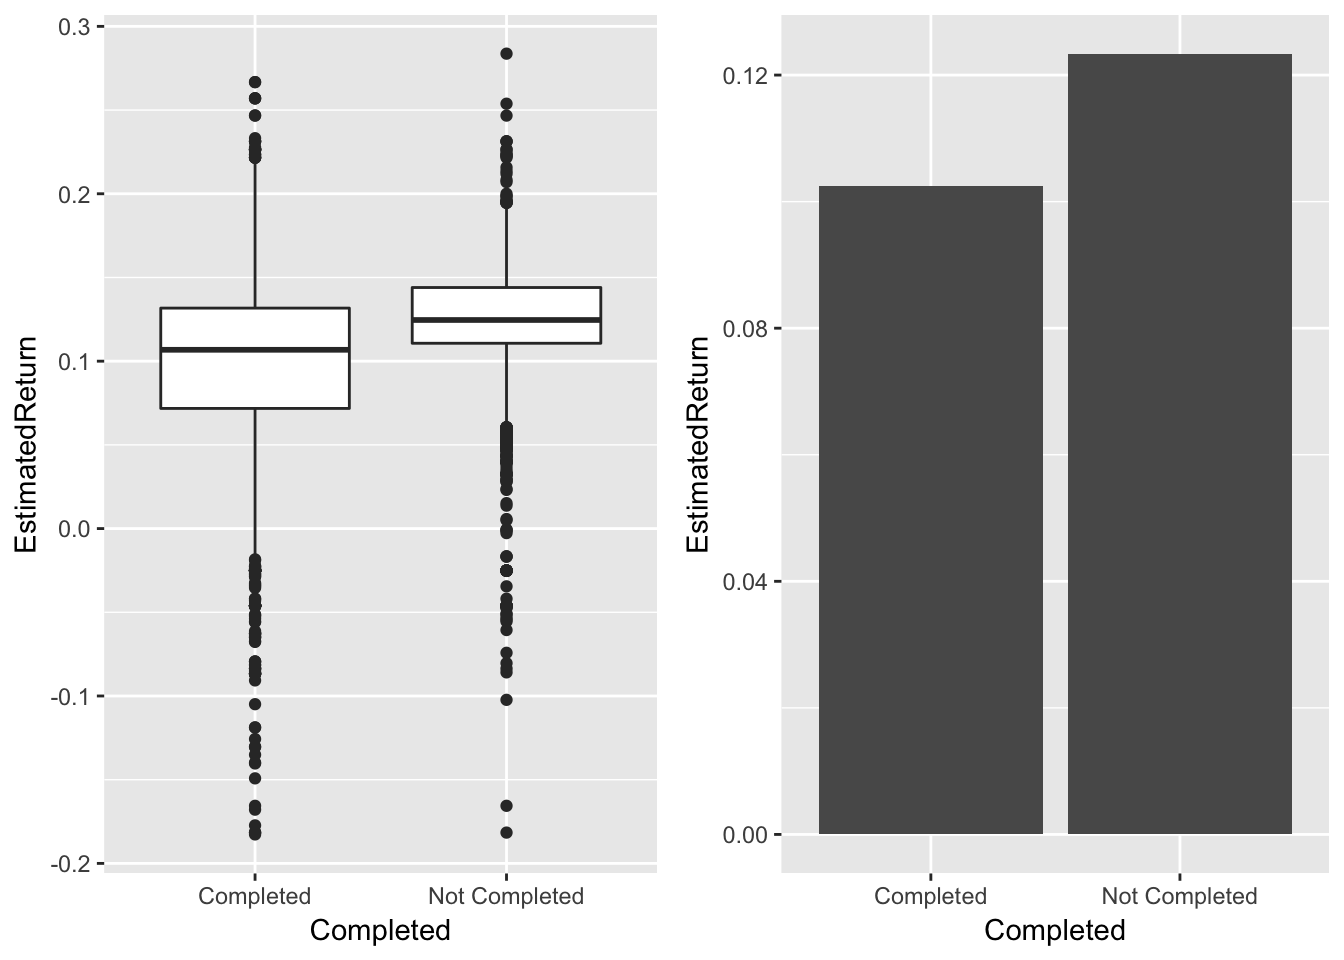 EstimatedReturn
0.3
0.2
0.1
0.0
-0.1
-0.2
Completed
Not Completed
Completed
EstimatedReturn
0.12
0.08
0.04
0.00
Completed
Not Completed
Completed